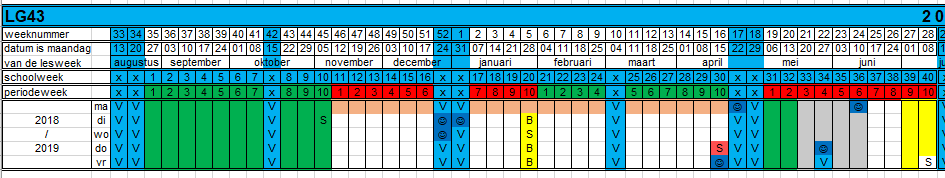 LG43 20
weeknummer 33 34 35 36 37 38 39 40 41 42 43 44 45 46 47 48 49 50 51 52 1 2 3 4 5 6 7 8 9 10 11 12 13 14 15 16 17 18 19 20 21 22 23 24 25 26 27 28
datum is maandag 13 20 27 03 10 17 24 01 08 15 22 29 05 12 19 26 03 10 17 24 31 07 14 21 28 04 11 18 25 04 11 18 25 01 08 15 22 29 06 13 20 27 03 10 17 24 01 08
van de lesweek augustus september oktober november december januari februari maart april mei juni
schoolweek x x 1 2 3 4 5 6 7 x 8 9 10 11 12 13 14 15 16 x x 17 18 19 20 21 22 23 24 x 25 26 27 28 29 30 x x 31 32 33 34 35 36 37 38 39 40 x
periodeweek x x 1 2 3 4 5 6 7 x 8 9 10 1 2 3 4 5 6 x x 7 8 9 10 1 2 3 4 x 5 6 7 8 9 10 x x 1 2 3 4 5 6 7 8 9 10 x
ma V V V V V V ☺ V ☺ V
2018 di V V V S ☺ ☺ B V V V V
/ wo V V V ☺ V S V V V V
2019 do V V V V V B V S V V ☺ V
vr V V V V V B V ☺ V V V S V